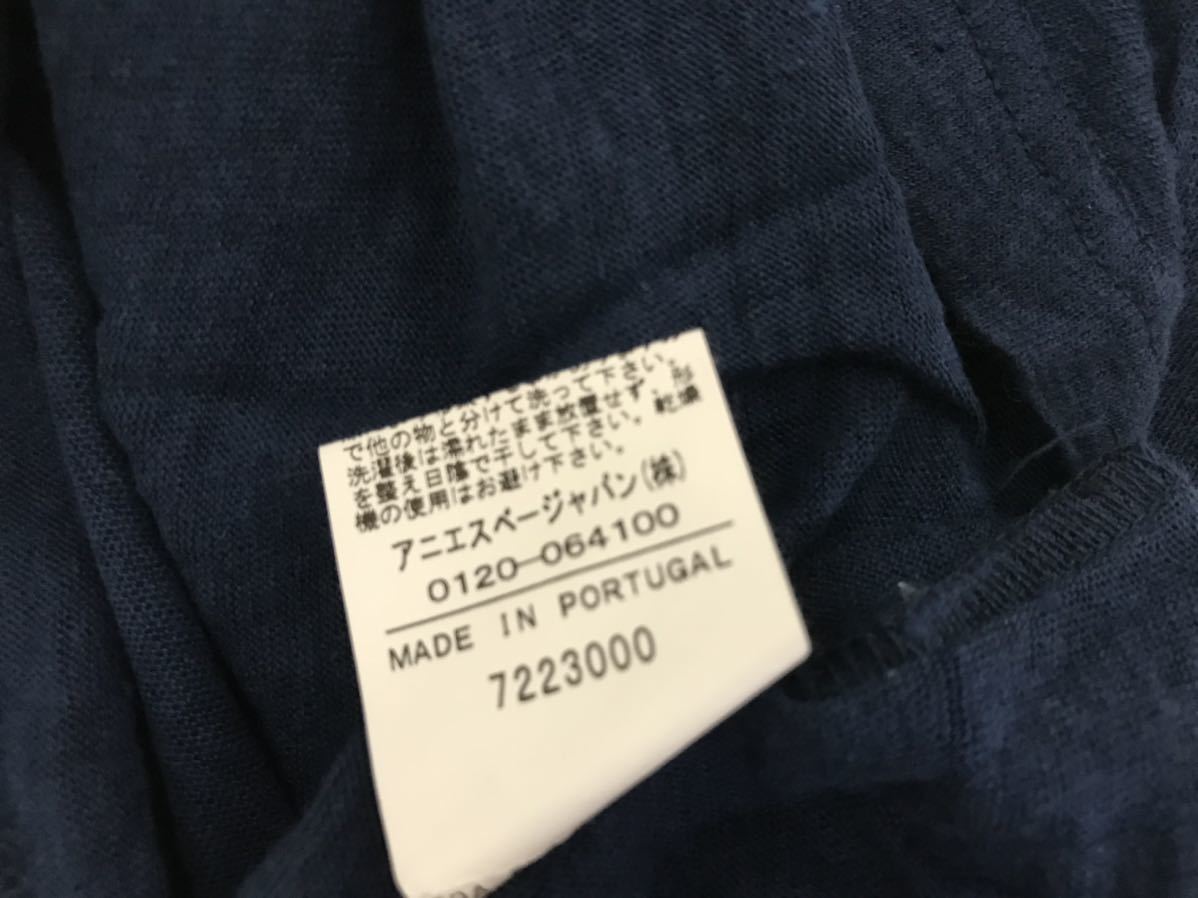 で他の物と分けて洗って下さい。
洗濯後は濡れたまま放置せず、形
を整え日陰で干して下さい。乾燥
機の使用はお避け下さい。
アニエスベージャパン(株)
0120-064100
MADE IN PORTUGAL
7223000